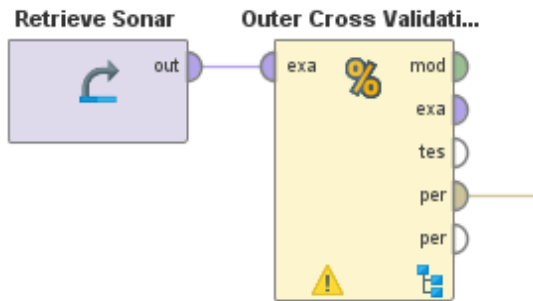 Retrieve Sonar
Outer Cross Validati...
out
exa
mod
exa
tes
per
per